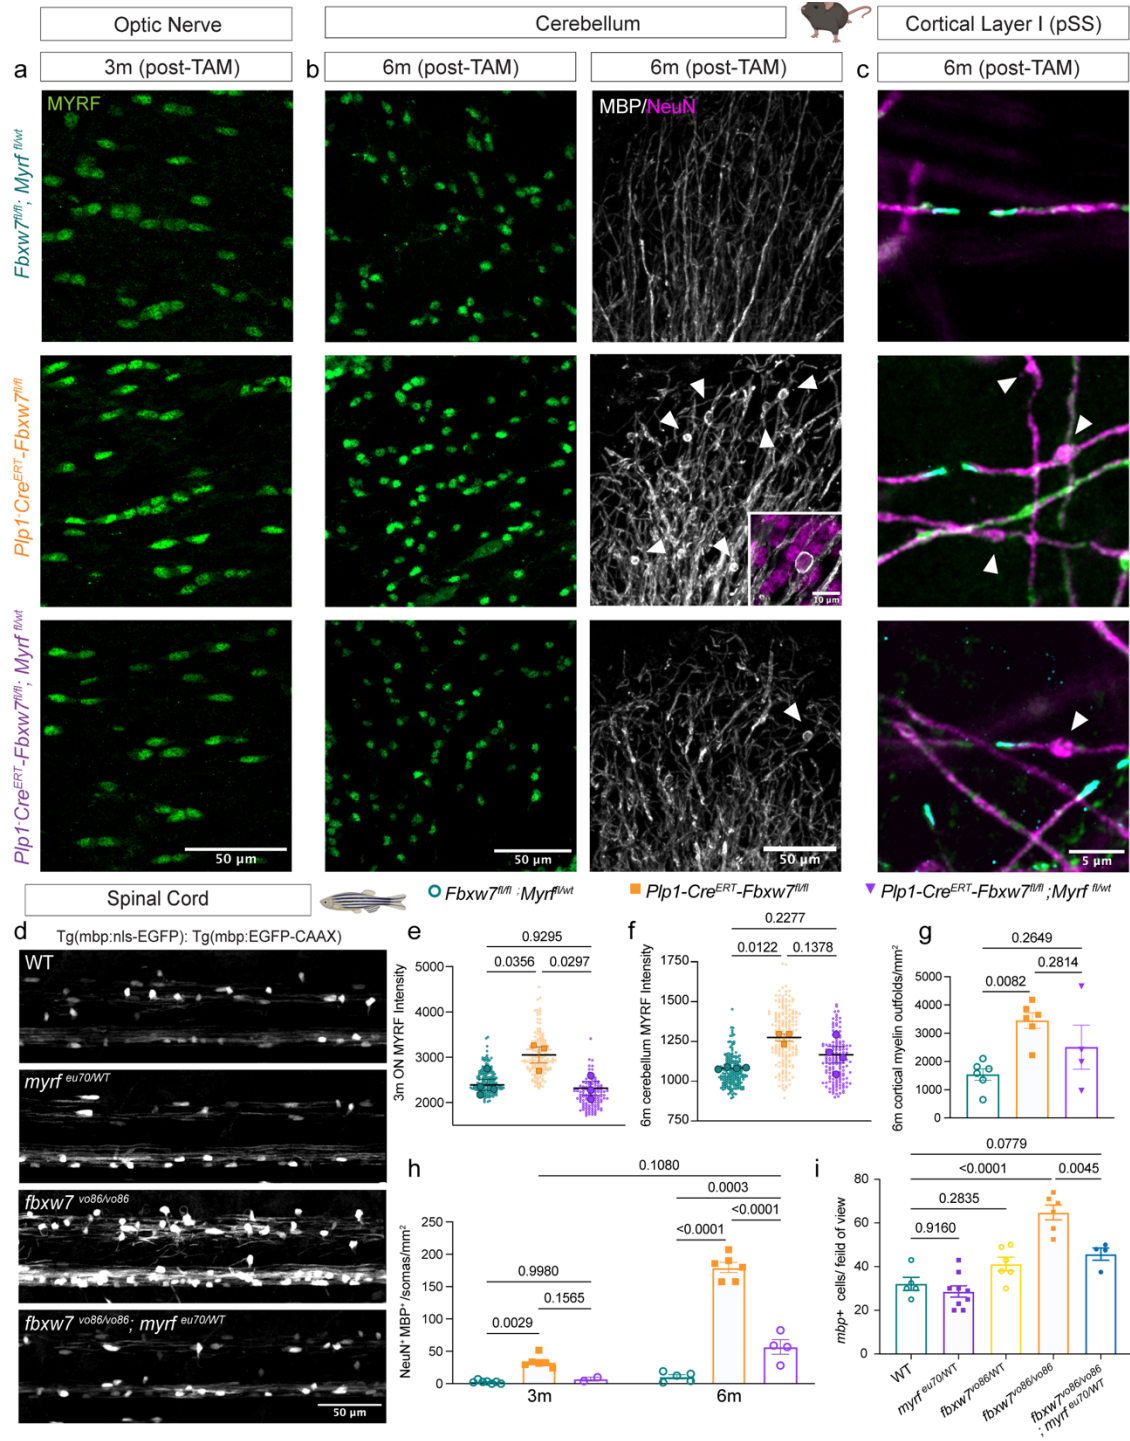 Optic Nerve
Cerebellum
Cortical Layer I (pSS)
a
3m (post-TAM)
b
6m (post-TAM)
6m (post-TAM)
c
6m (post-TAM)
MYRF
MBP/NeuN
Fbxw7fl/fl; Myrf fl/wt
Plp1-CreERT-Fbxw7fl/fl
10 µm
Plp1-CreERT-Fbxw7fl/fl; Myrf fl/wt
50 µm
50 µm
5 µm
Spinal Cord
Fbxw7fl/fl ;Myrffl/wt
Plp1-CreERT-Fbxw7fl/fl
Plp1-CreERT-Fbxw7fl/fl;Myrf fl/wt
d
Tg(mbp:nls-EGFP): Tg(mbp:EGFP-CAAX)
WT
myrf eu70/WT
fbxw7 vo86/vo86
fbxw7 vo86/vo86; myrf eu70/WT
50 µm
e
0.9295
0.0356
0.0297
5000
4000
3000
2000
3m ON MYRF Intensity
f
0.2277
0.0122
0.1378
1750
1500
1250
1000
750
6m cerebellum MYRF Intensity
g
0.2649
0.2814
0.0082
5000
4000
3000
2000
1000
0
6m cortical myelin outfolds/mm2
h
0.1080
0.0003
<0.0001
<0.0001
0.9980
0.1565
0.0029
250
200
150
100
50
0
NeuN+ MBP+ /somas/mm2
3m
6m
i
0.0779
<0.0001
0.0045
0.2835
0.9160
80
60
40
20
0
mbp+ cells/ feild of view
WT
myrf eu70/WT
fbxw7vo86/WT
fbxw7vo86/vo86
fbxw7vo86/vo86
; myrf eu70/WT